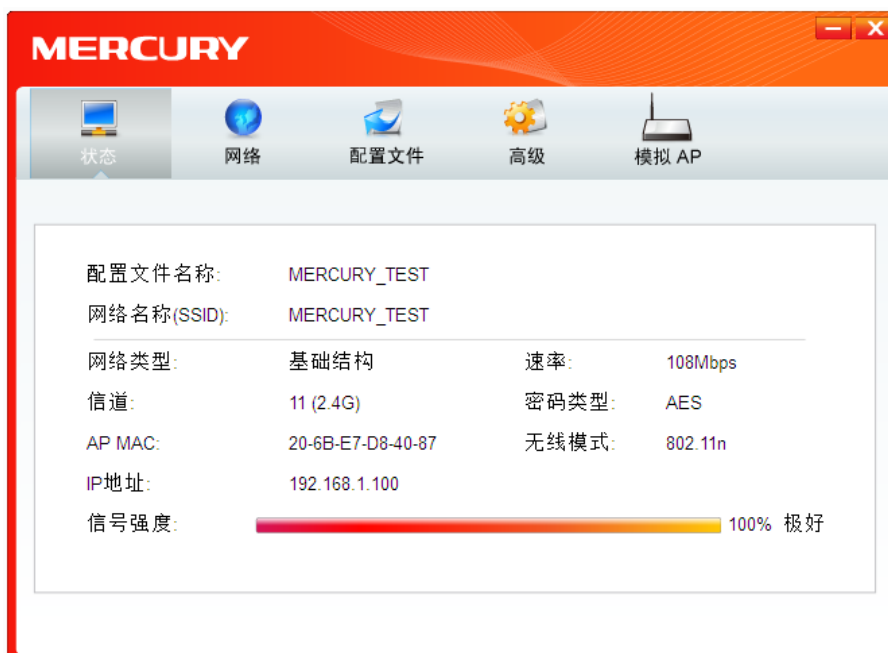 MERCURY
状态 网络 配置文件 高级 模拟 AP
配置文件名称: MERCURY_TEST
网络名称(SSID): MERCURY_TEST
网络类型: 基础结构 速率: 108Mbps
信道: 11 (2.4G) 密码类型: AES
AP MAC: 20-6B-E7-D8-40-87 无线模式: 802.11n
IP地址: 192.168.1.100
信号强度: 100% 极好